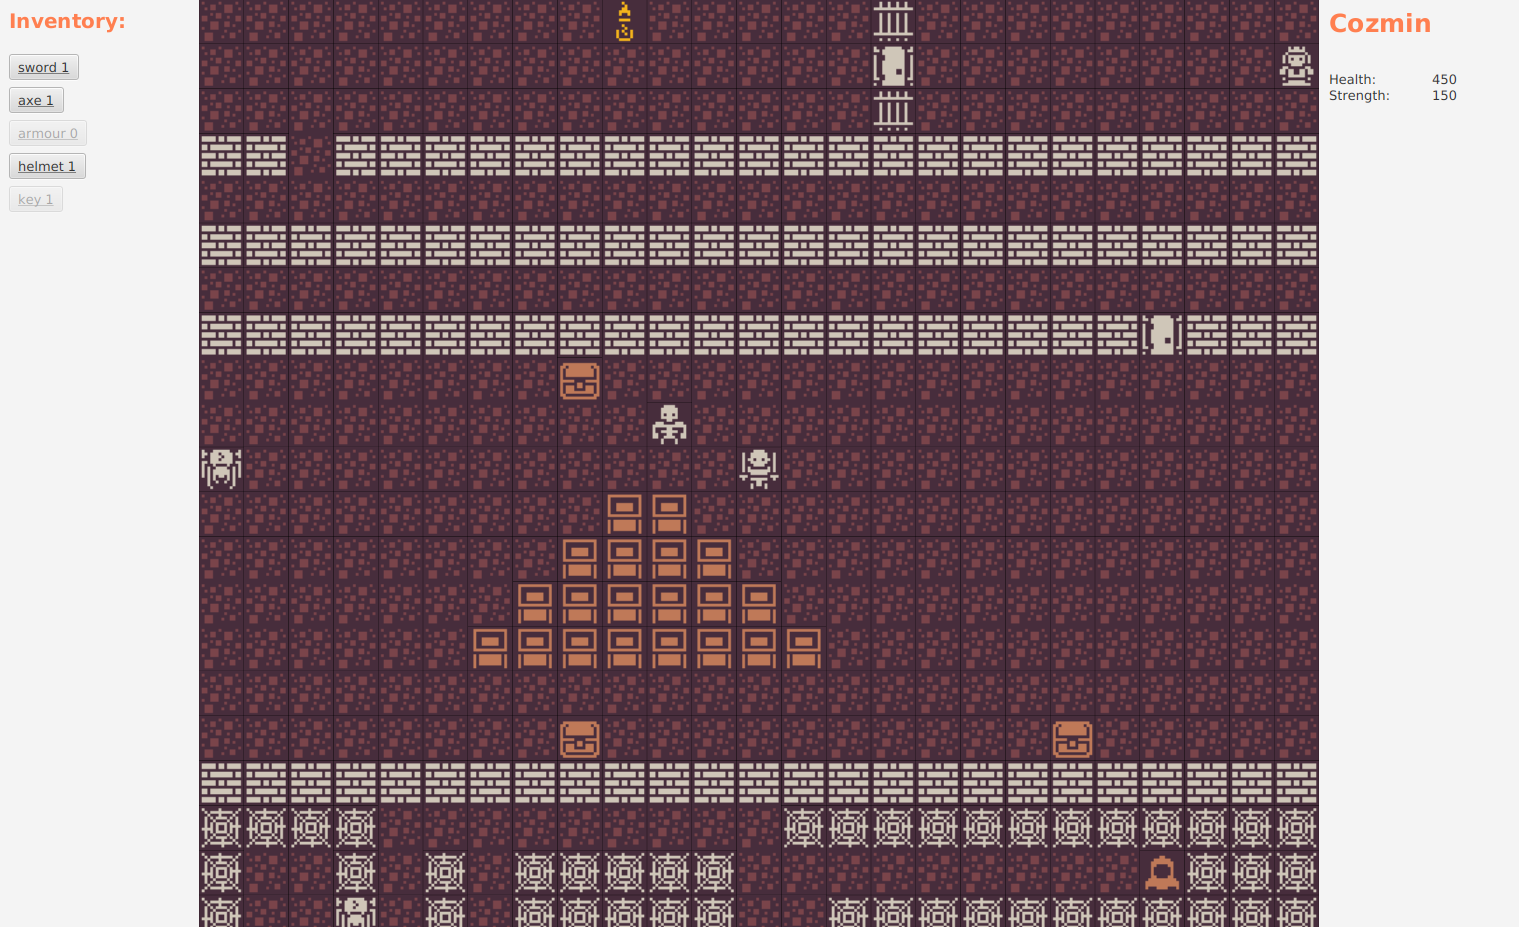 Inventory:
sword 1
axe 1
armour 0
helmet 1
key 1
Cozmin
Health: 450
Strength: 150